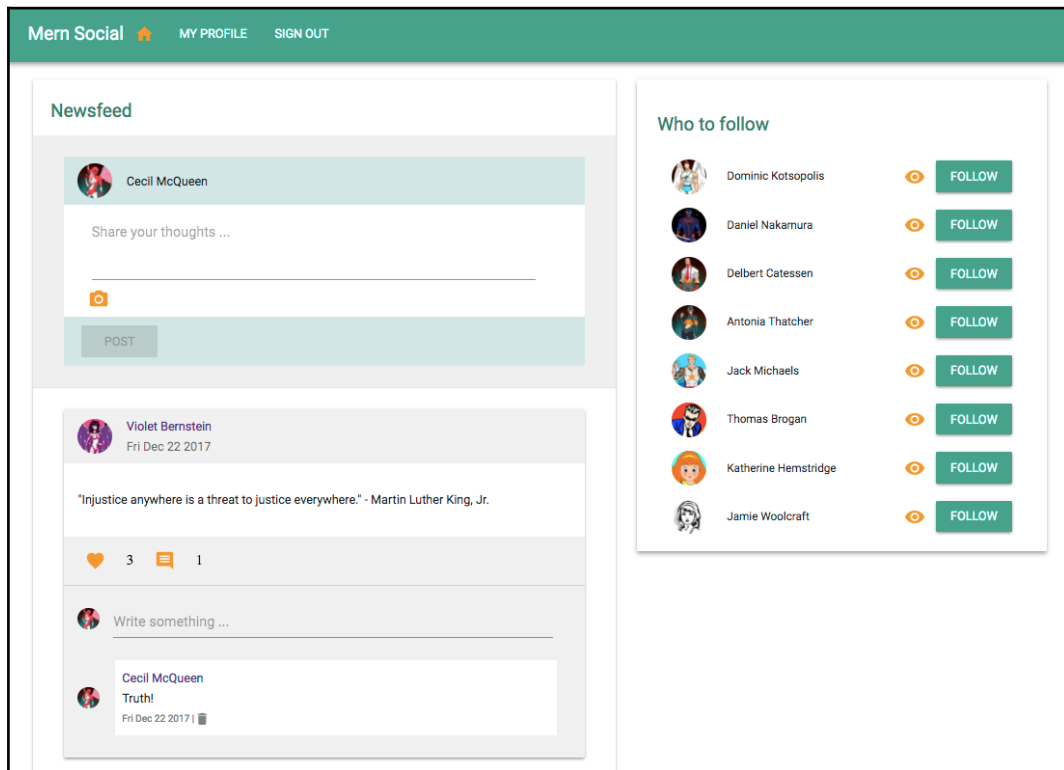 Mern Social MY PROFILE SIGN OUT
Newsfeed
Cecil McQueen
Share your thoughts ...
POST
Violet Bernstein
Fri Dec 22 2017
"Injustice anywhere is a threat to justice everywhere." - Martin Luther King, Jr.
3 1
Write something ...
Cecil McQueen
Truth!
Fri Dec 22 2017 |
Who to follow
Dominic Kotsopolis FOLLOW
Daniel Nakamura FOLLOW
Delbert Catessen FOLLOW
Antonia Thatcher FOLLOW
Jack Michaels FOLLOW
Thomas Brogan FOLLOW
Katherine Hemstridge FOLLOW
Jamie Woolcraft FOLLOW